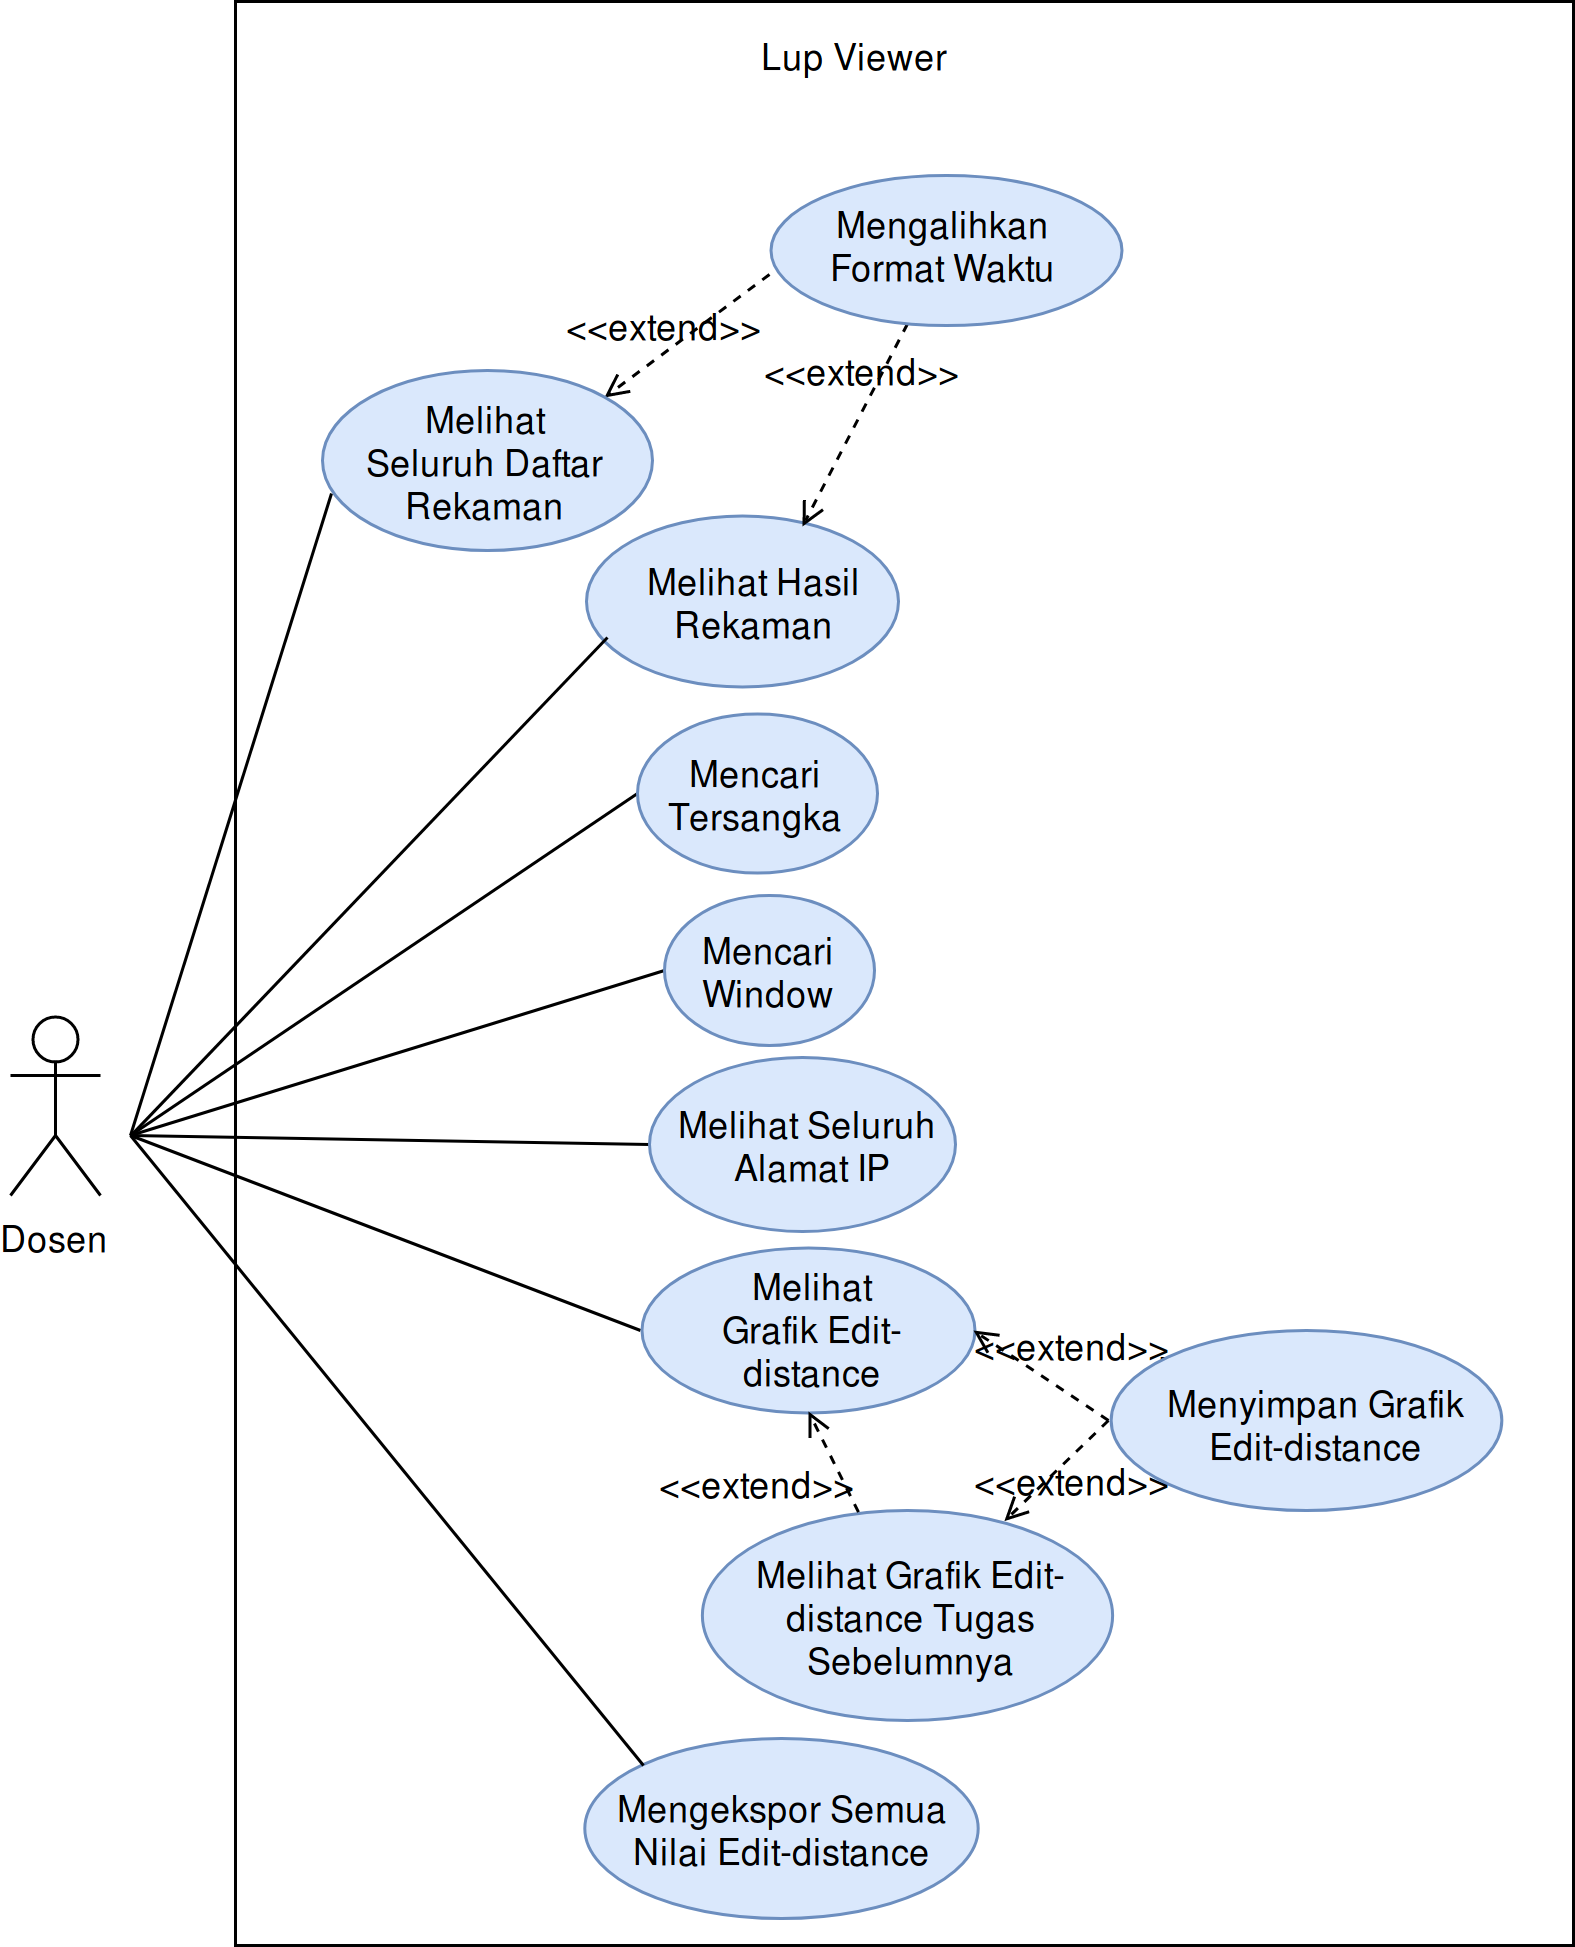 Lup Viewer
Mengalihkan
Format Waktu
<<extend>>
<<extend>>
Melihat
Seluruh Daftar
Rekaman
Melihat Hasil
Rekaman
Mencari
Tersangka
Mencari
Window
Melihat Seluruh
Alamat IP
Dosen
Melihat
Grafik Edit-
distance
<<extend>>
Menyimpan Grafik
Edit-distance
<<extend>>
<<extend>>
Melihat Grafik Edit-
distance Tugas
Sebelumnya
Mengekspor Semua
Nilai Edit-distance